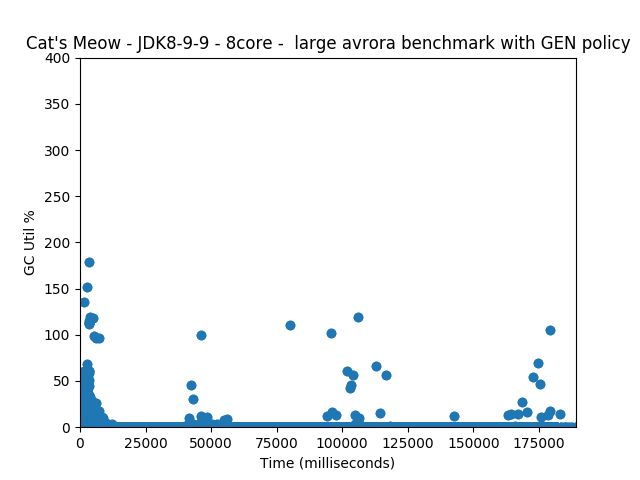 Cat's Meow - JDK8-9-9 - 8core -  large avrora benchmark with GEN policy
400
350
300
250
200
150
100
50
0
GC Util %
0 25000 50000 75000 100000 125000 150000 175000
Time (milliseconds)